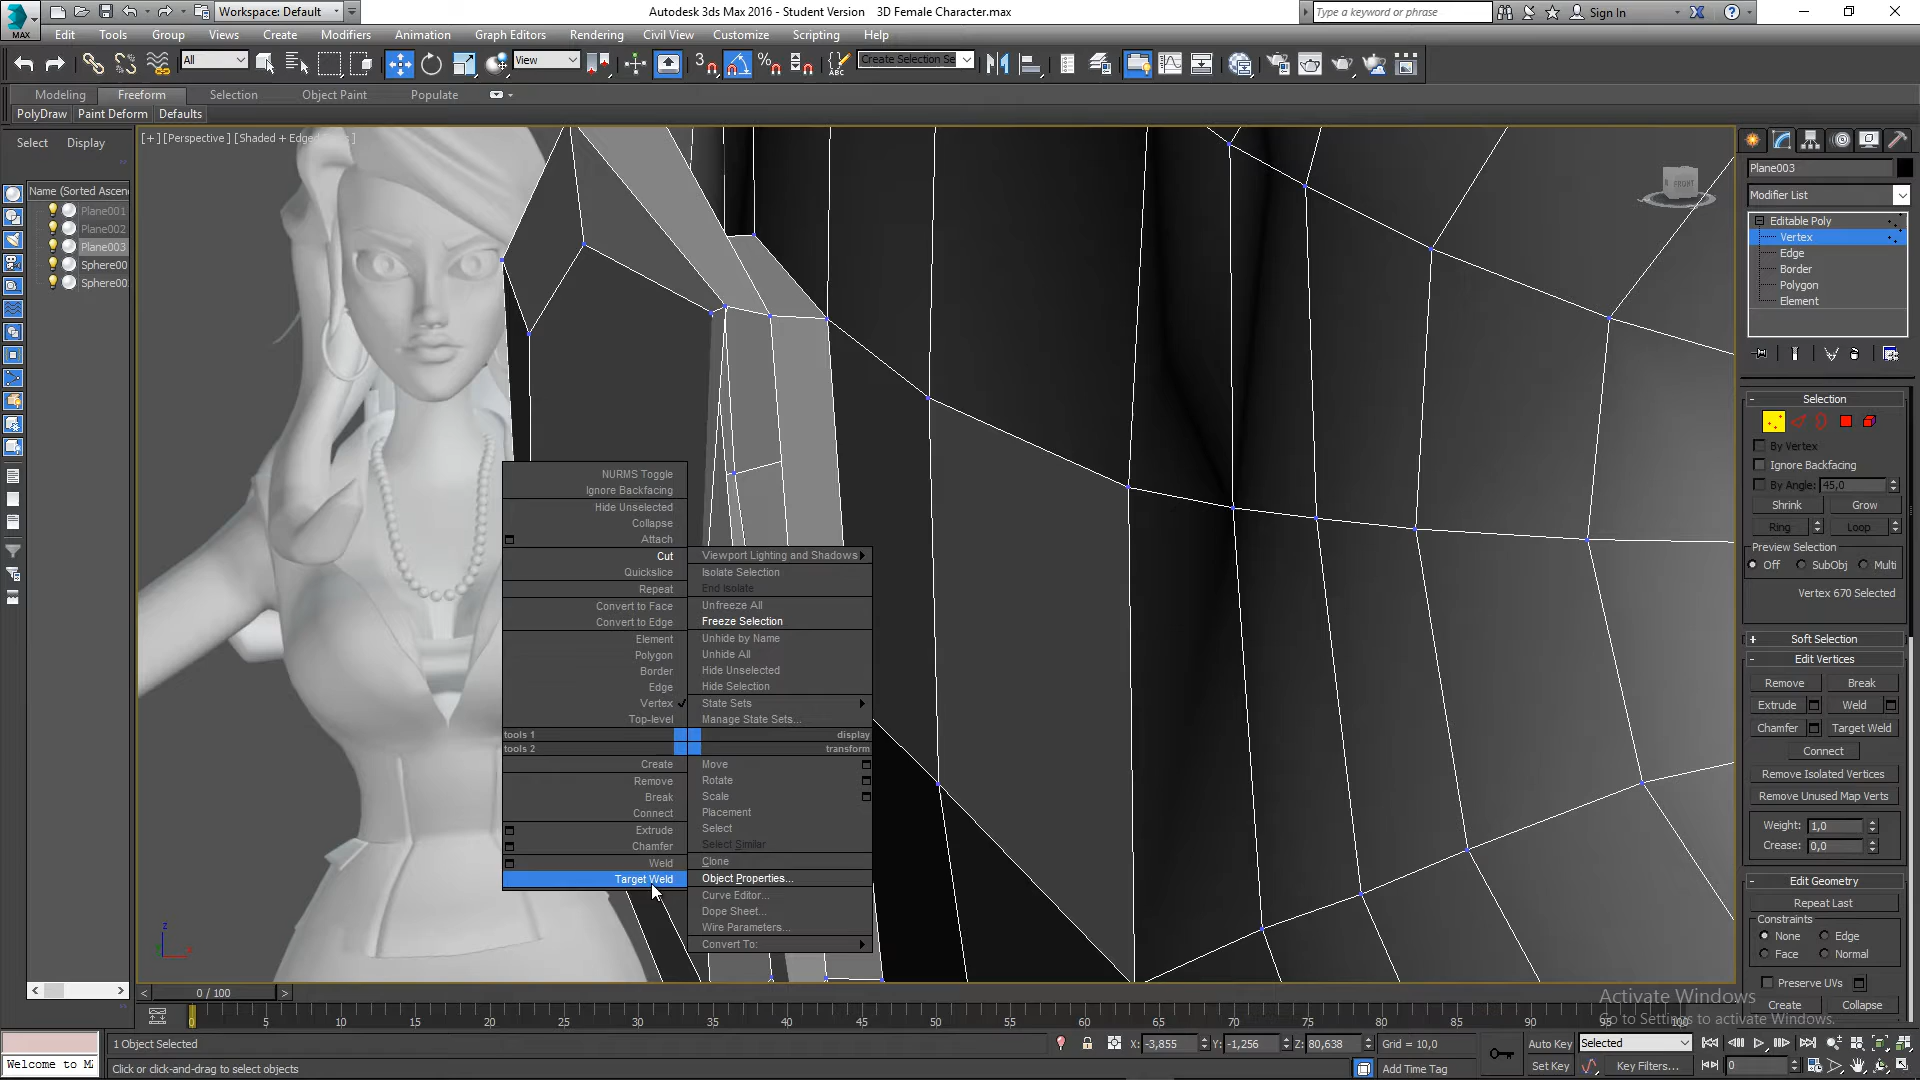 Workspace: Default
Autodesk 3ds Max 2016 - Student Version    3D Female Character.max
Type a keyword or phrase
Sign In
MAX
Edit
Tools
Group
Views
Create
Modifiers
Animation
Graph Editors
Rendering
Civil View
Customize
Scripting
Help
All
View
3
ABC
Create Selection Se
Modeling
Freeform
Selection
Object Paint
Populate
PolyDraw
Paint Deform
Defaults
Select
Display
[+] [Perspective] [Shaded + Edged
]
Name (Sorted Ascen
Plane001
Plane002
Plane003
Sphere00
Sphere00
FRONT
Plane003
Modifier List
Editable Poly
Vertex
Edge
Border
Polygon
Element
Selection
By Vertex
Ignore Backfacing
By Angle:
45,0
Shrink
Grow
Ring
Loop
Preview Selection
Off
SubObj
Multi
Vertex 670 Selected
Soft Selection
Edit Vertices
Remove
Break
Extrude
Weld
Chamfer
Target Weld
Connect
Remove Isolated Vertices
Remove Unused Map Verts
Weight: 1,0
Crease: 0,0
Edit Geometry
Repeat Last
Constraints
None
Edge
Face
Normal
Preserve UVs
Create
Collapse
NURMS Toggle
Ignore Backfacing
Hide Unselected
Collapse
Attach
Cut
Quickslice
Repeat
Convert to Face
Convert to Edge
Element
Polygon
Border
Edge
Vertex
Top-level
tools 1
tools 2
Create
Remove
Break
Connect
Extrude
Chamfer
Weld
Target Weld
Viewport Lighting and Shadows
Isolate Selection
End Isolate
Unfreeze All
Freeze Selection
Unhide by Name
Unhide All
Hide Unselected
Hide Selection
State Sets
Manage State Sets...
display
transform
Move
Rotate
Scale
Placement
Select
Select Similar
Clone
Object Properties...
Curve Editor...
Dope Sheet...
Wire Parameters...
Convert To:
z
x
Activate Windows
Go to Settings to activate Windows.
0 / 100
0 5 10 15 20 25 30 35 40 45 50 55 60 65 70 75 80 85 90 95 100
1 Object Selected
X: -3,855
Y: -1,256
Z: 80,638
Grid = 10,0
Auto Key
Selected
Welcome to M
Click or click-and-drag to select objects
Add Time Tag
Set Key
Key Filters...
0